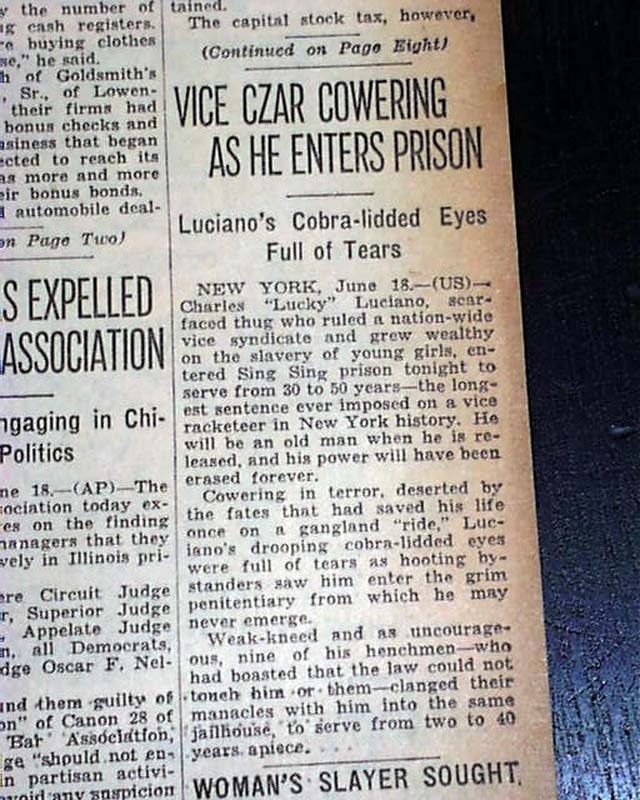 y the number of
ng cash registers.
re buying clothes
se," he said.
h of Goldsmith's
, Sr., of Lowen-
their firms had
bonus checks and
usiness that began
ected to reach its
as more and more
eir bonus bonds.
d automobile deal-
on Page Two)
S EXPELLED
ASSOCIATION
ngaging in Chi-
Politics
ne 18.—(AP)—The
sociation today ex-
es on the finding
managers that they
vely in Illinois pri-
ere Circuit Judge
r, Superior Judge
, Appelate Judge
n, all Democrats,
dge Oscar F. Nel-
und them guilty of
on" of Canon 28 of
Bar Association,
ge "should not en-
in partisan activi-
void any suspicion
tained.
The capital stock tax, however,
(Continued on Page Eight)
VICE CZAR COWERING
AS HE ENTERS PRISON
Luciano's Cobra-lidded Eyes
Full of Tears
NEW YORK, June 18.—(US)—
Charles "Lucky" Luciano, scar-
faced thug who ruled a nation-wide
vice syndicate and grew wealthy
on the slavery of young girls, en-
tered Sing Sing prison tonight to
serve from 30 to 50 years—the long-
est sentence ever imposed on a vice
racketeer in New York history. He
will be an old man when he is re-
leased, and his power will have been
erased forever.
Cowering in terror, deserted by
the fates that had saved his life
once on a gangland "ride," Luc-
iano's drooping cobra-lidded eyes
were full of tears as hooting by-
standers saw him enter the grim
penitentiary from which he may
never emerge.
Weak-kneed and as uncourage-
ous, nine of his henchmen—who
had boasted that the law could not
touch him or them—clanged their
manacles with him into the same
jailhouse, to serve from two to 40
years apiece.
WOMAN'S SLAYER SOUGHT.